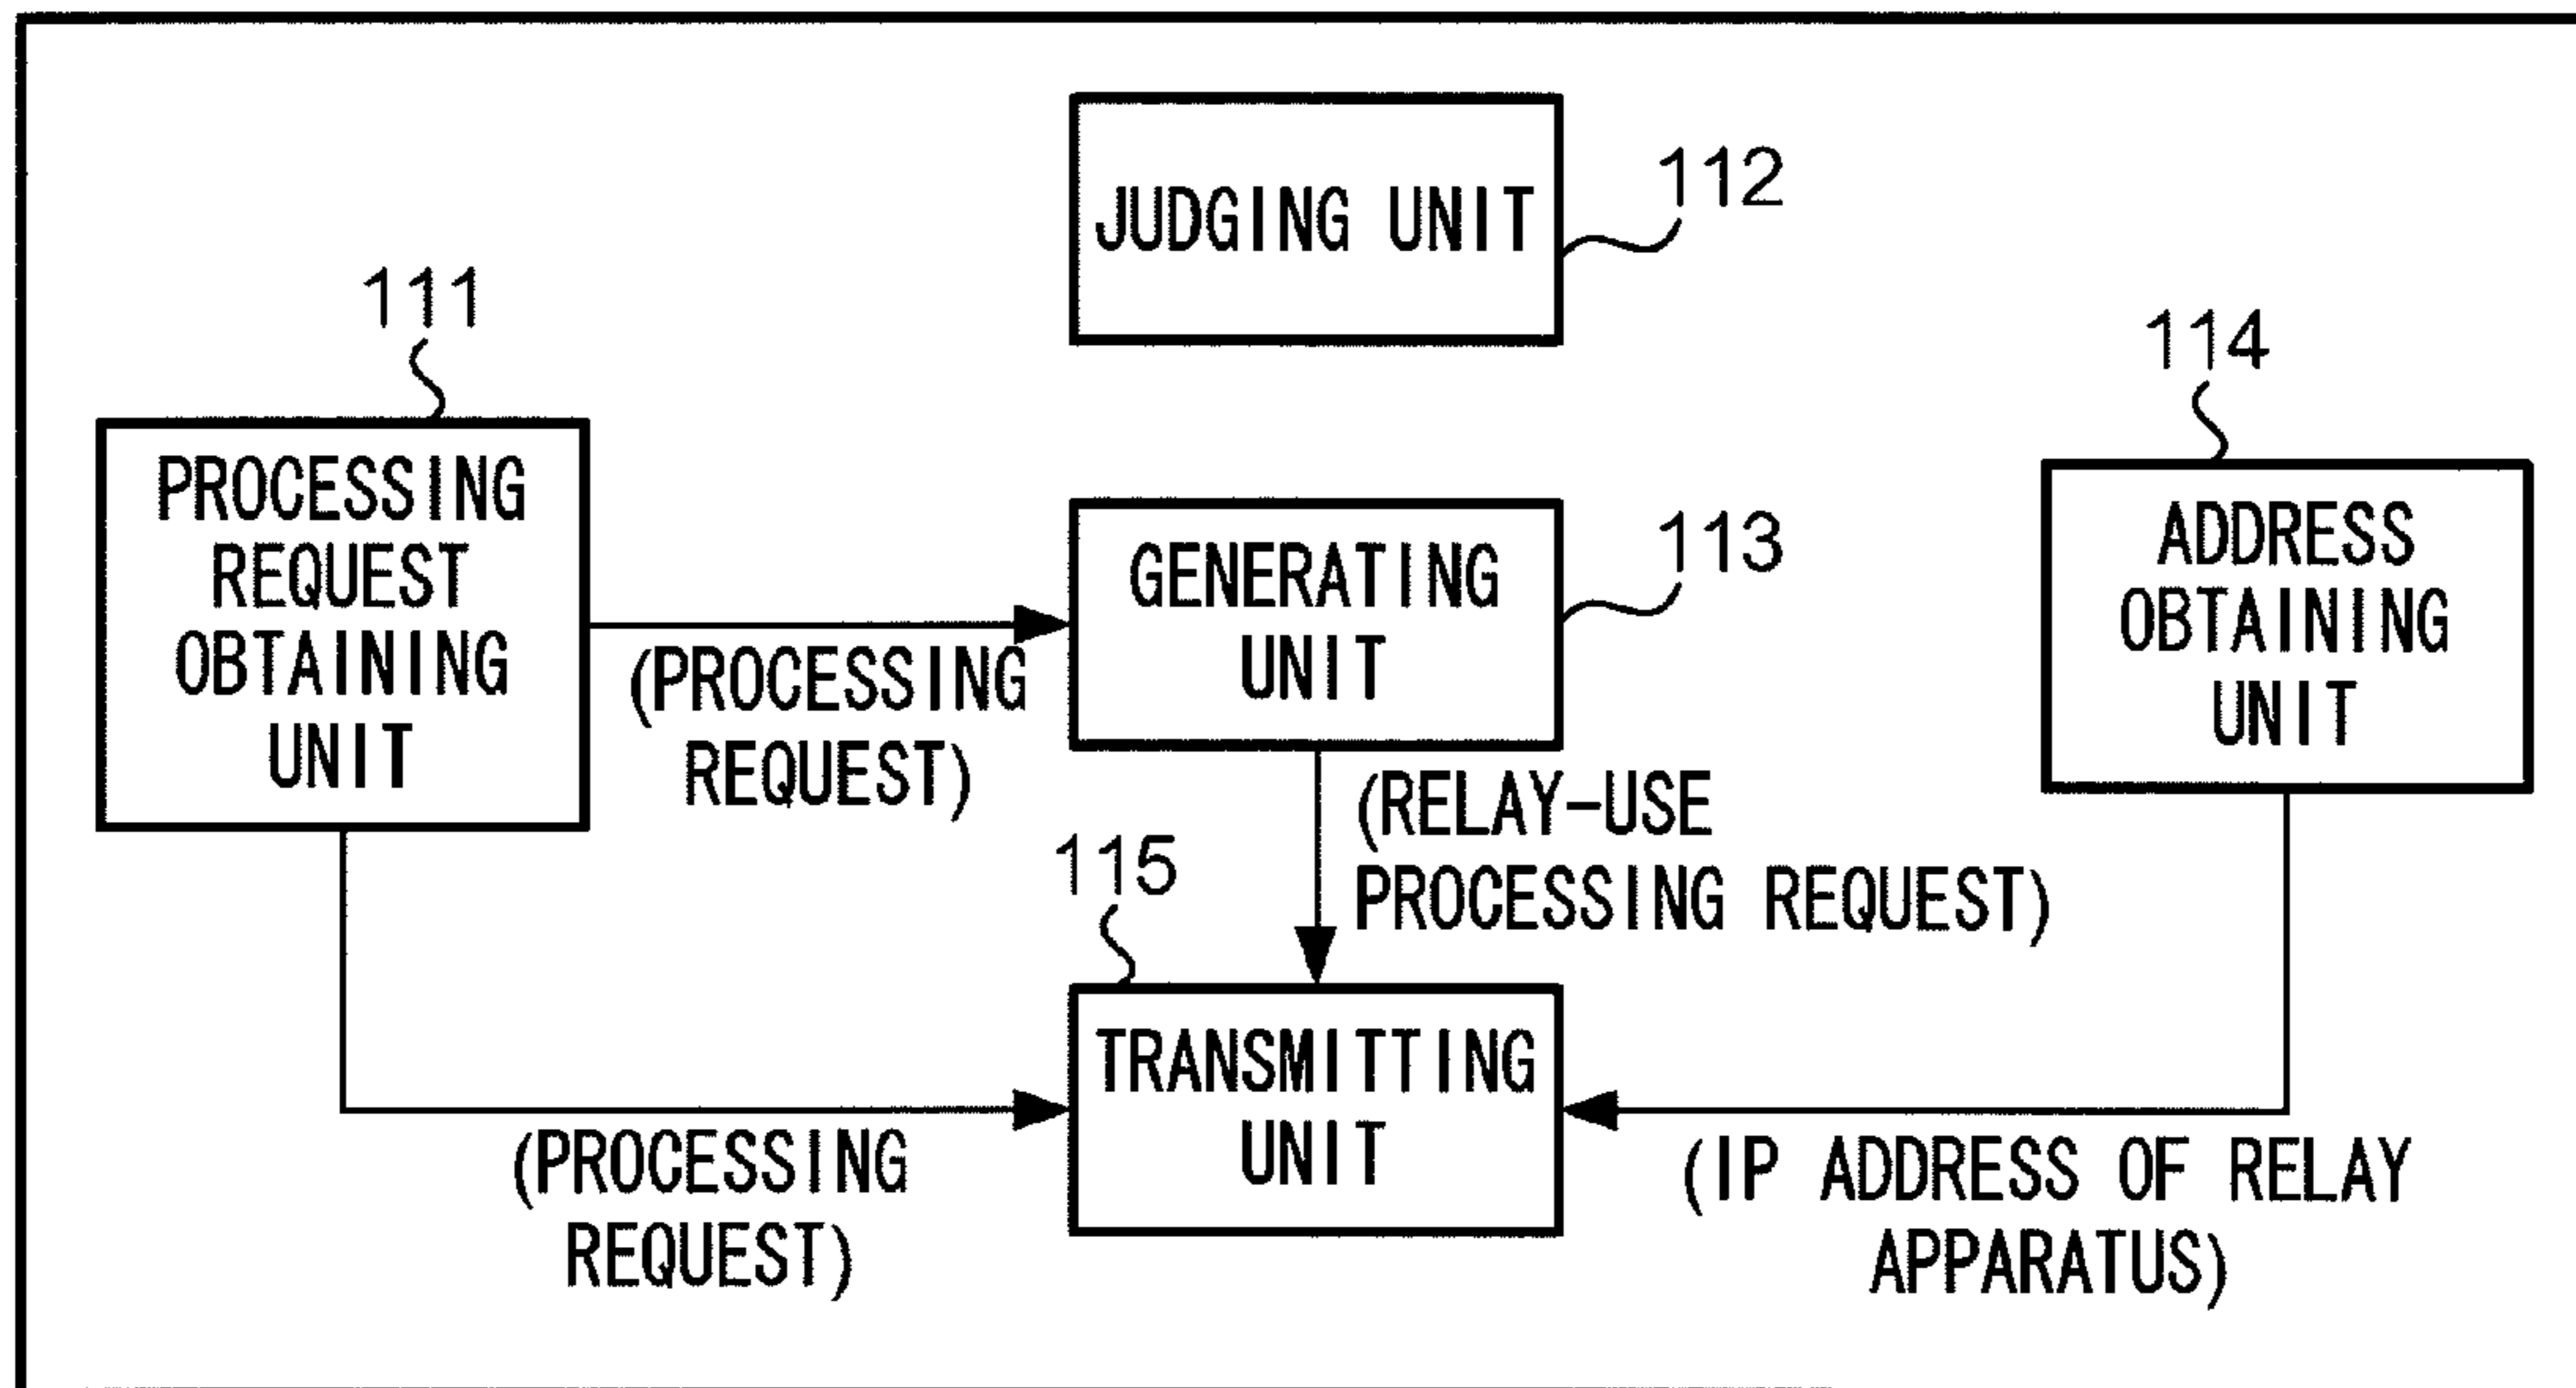 JUDGING UNIT
112
111
114
PROCESSING
REQUEST
OBTAINING
UNIT
GENERATING
UNIT
113
ADDRESS
OBTAINING
UNIT
(PROCESSING
REQUEST)
(RELAY-USE
PROCESSING REQUEST)
115
TRANSMITTING
UNIT
(PROCESSING
REQUEST)
(IP ADDRESS OF RELAY
APPARATUS)